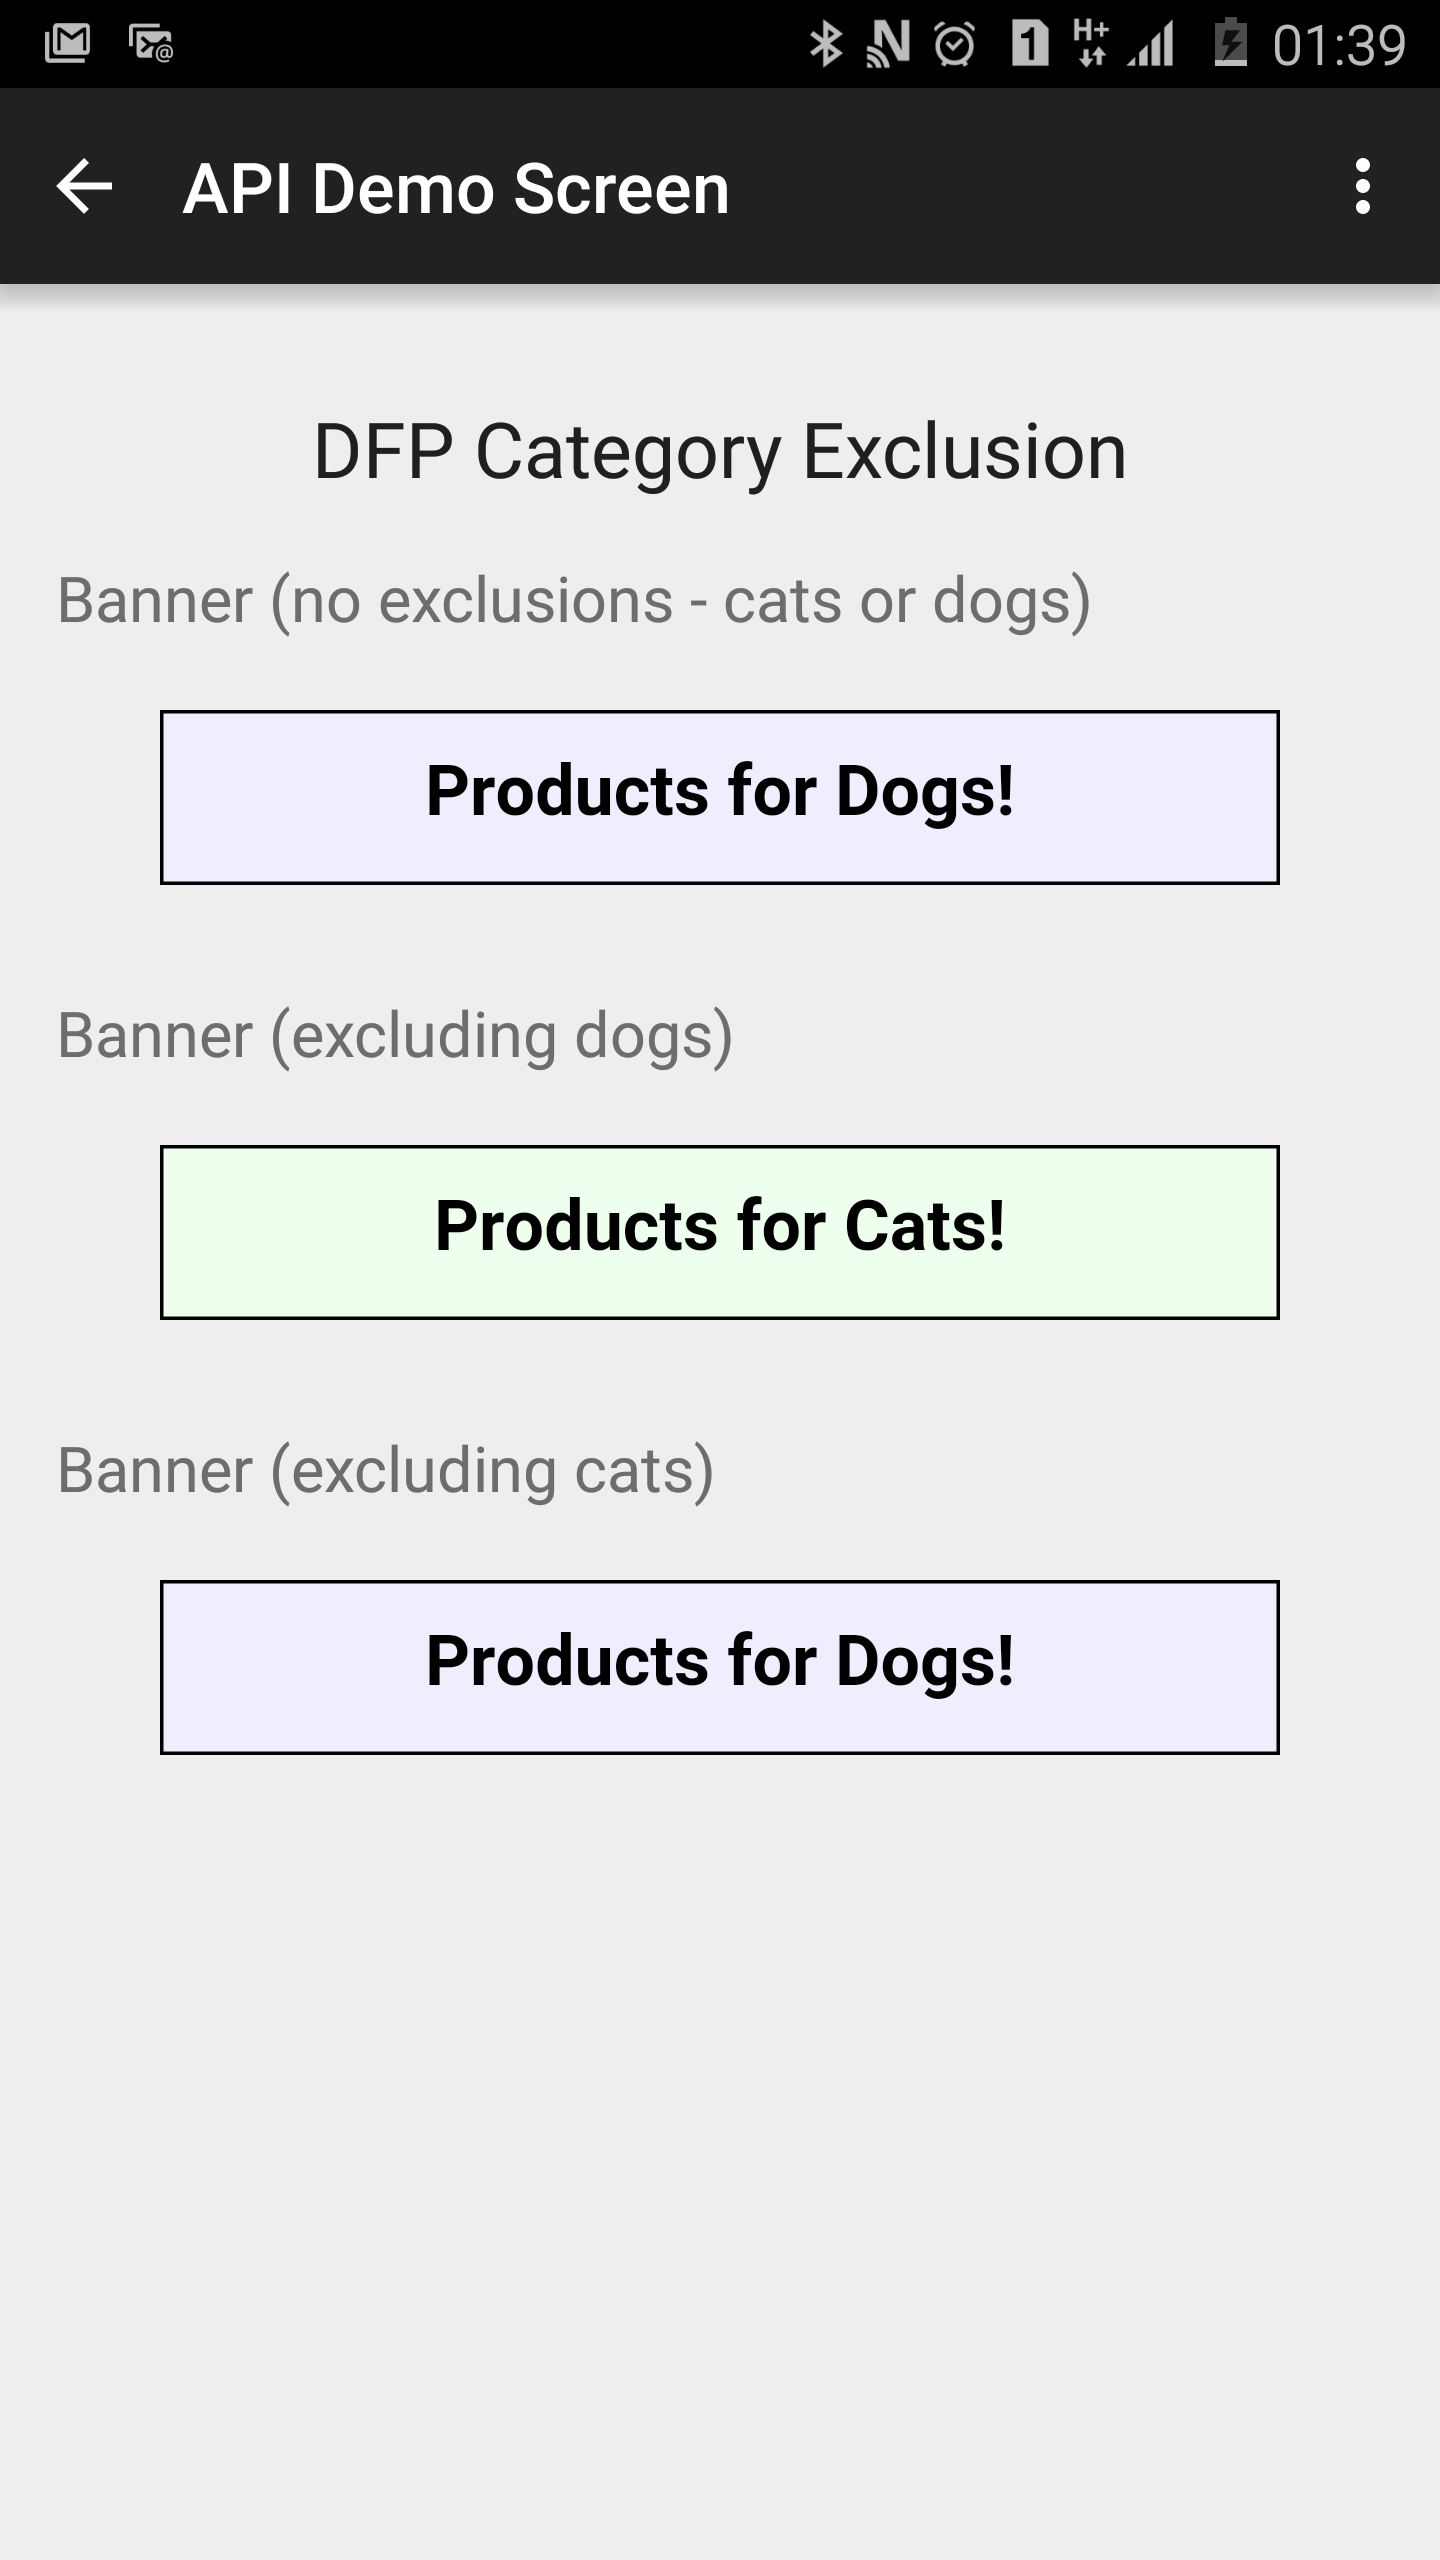 1 H+ 01:39
API Demo Screen
DFP Category Exclusion
Banner (no exclusions - cats or dogs)
Products for Dogs!
Banner (excluding dogs)
Products for Cats!
Banner (excluding cats)
Products for Dogs!